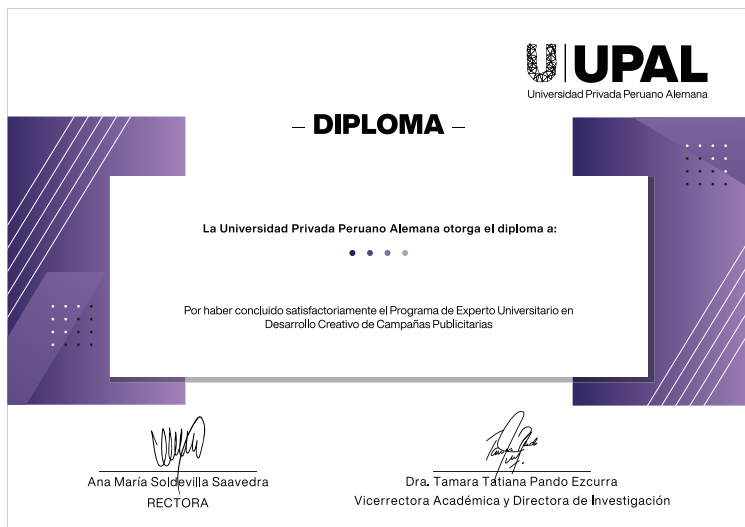 UPAL
Universidad Privada Peruano Alemana
– DIPLOMA –
La Universidad Privada Peruano Alemana otorga el diploma a:
Por haber concluido satisfactoriamente el Programa de Experto Universitario en
Desarrollo Creativo de Campañas Publicitarias
Ana María Soldevilla Saavedra
RECTORA
Dra. Tamara Tatiana Pando Ezcurra
Vicerrectora Académica y Directora de Investigación